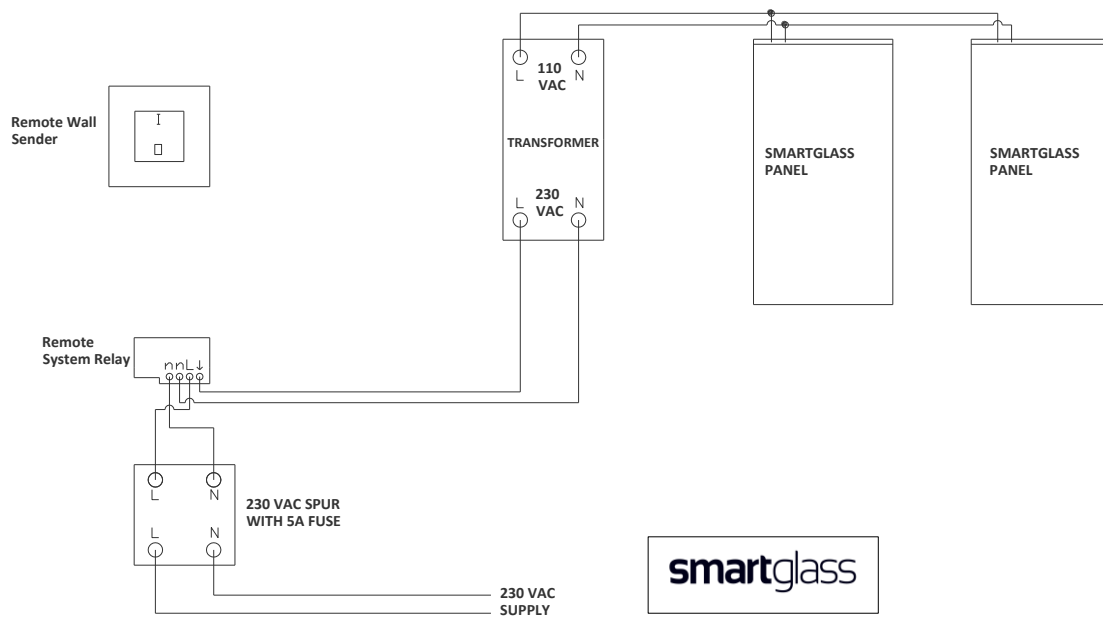 110
VAC
L
N
TRANSFORMER
L
230
VAC
N
Remote Wall
Sender
I
SMARTGLASS
PANEL
SMARTGLASS
PANEL
Remote
System Relay
n n L ↓
L
N
L
N
230 VAC SPUR
WITH 5A FUSE
230 VAC
SUPPLY
smartglass